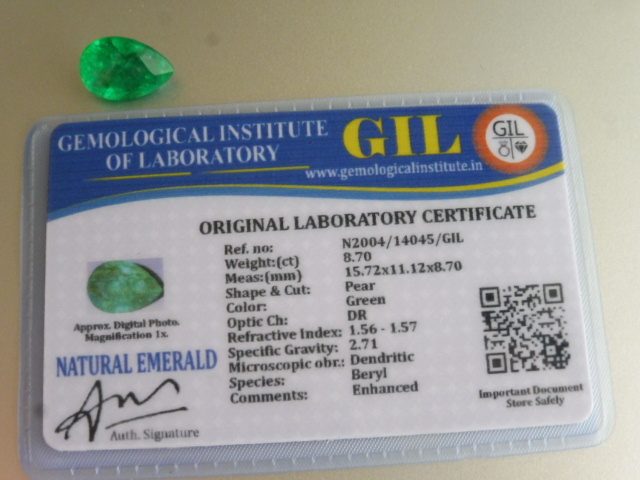 GEMOLOGICAL INSTITUTE
OF LABORATORY
GIL
www.gemologicalinstitute.in
GIL
ORIGINAL LABORATORY CERTIFICATE
Ref. no: N2004/14045/GIL
Weight:(ct) 8.70
Meas:(mm) 15.72x11.12x8.70
Shape & Cut: Pear
Color: Green
Optic Ch: DR
Refractive Index: 1.56 - 1.57
Specific Gravity: 2.71
Microscopic obr.: Dendritic
Species: Beryl
Comments: Enhanced
Approx. Digital Photo.
Magnification 1x.
NATURAL EMERALD
Auth. Signature
Important Document
Store Safely